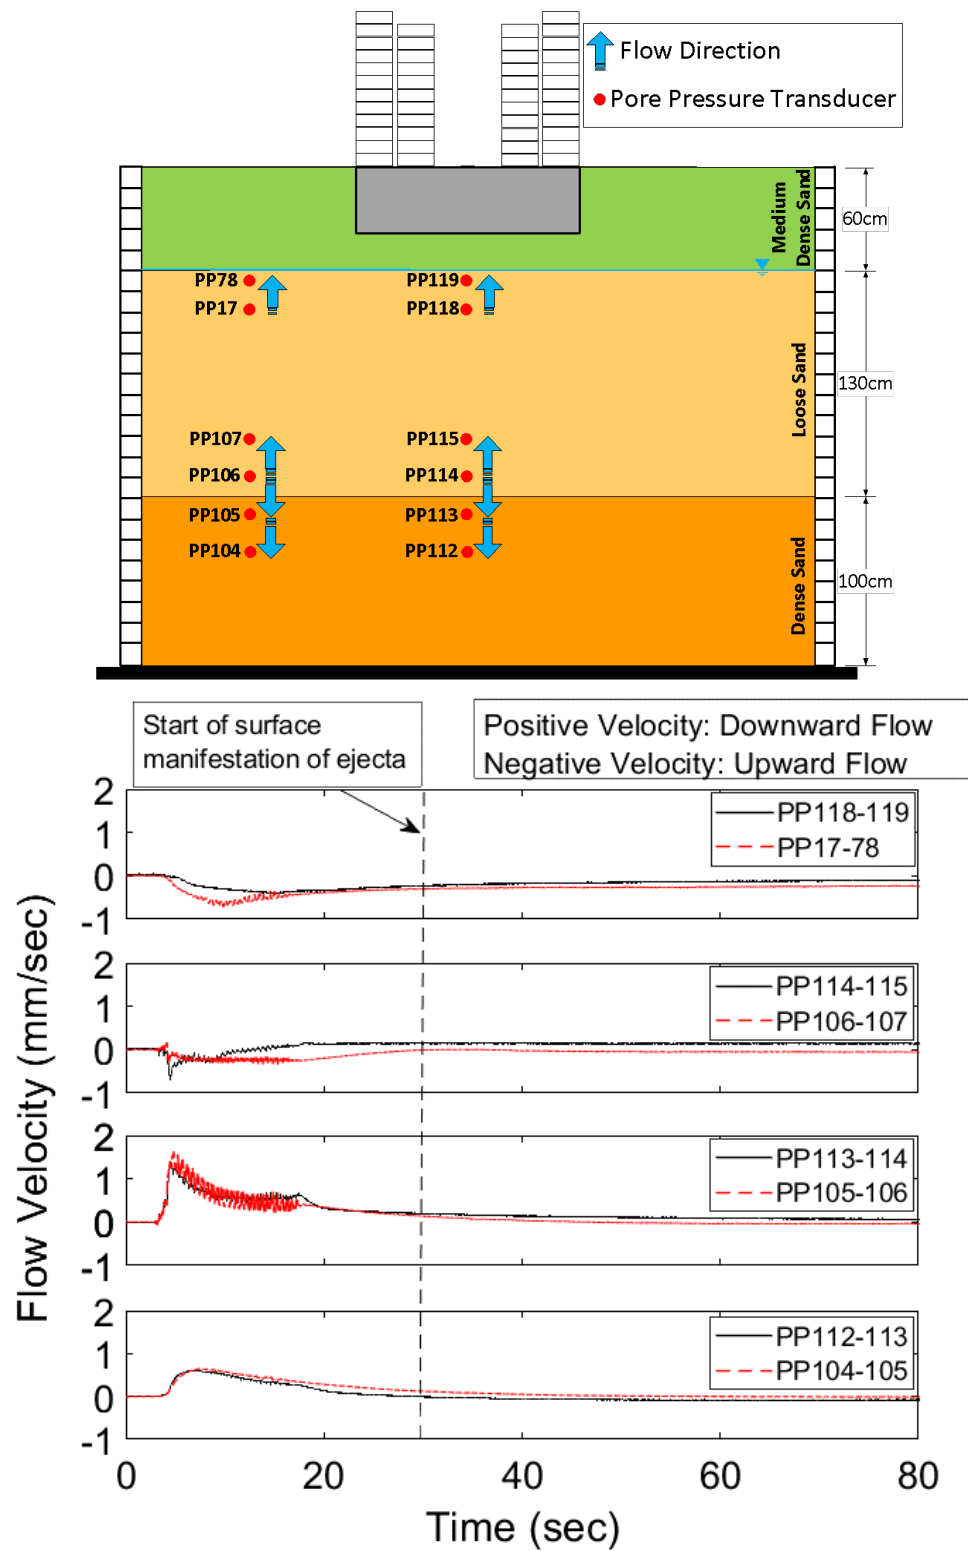 Flow Direction
Pore Pressure Transducer
Medium
Dense Sand
60cm
PP78
PP119
PP17
PP118
Loose Sand
130cm
PP107
PP115
PP106
PP114
PP105
PP113
PP104
PP112
Dense Sand
100cm
Start of surface
manifestation of ejecta
Positive Velocity: Downward Flow
Negative Velocity: Upward Flow
Flow Velocity (mm/sec)
2
1
0
-1
PP118-119
PP17-78
2
1
0
-1
PP114-115
PP106-107
2
1
0
-1
PP113-114
PP105-106
2
1
0
-1
PP112-113
PP104-105
0 20 40 60 80
Time (sec)